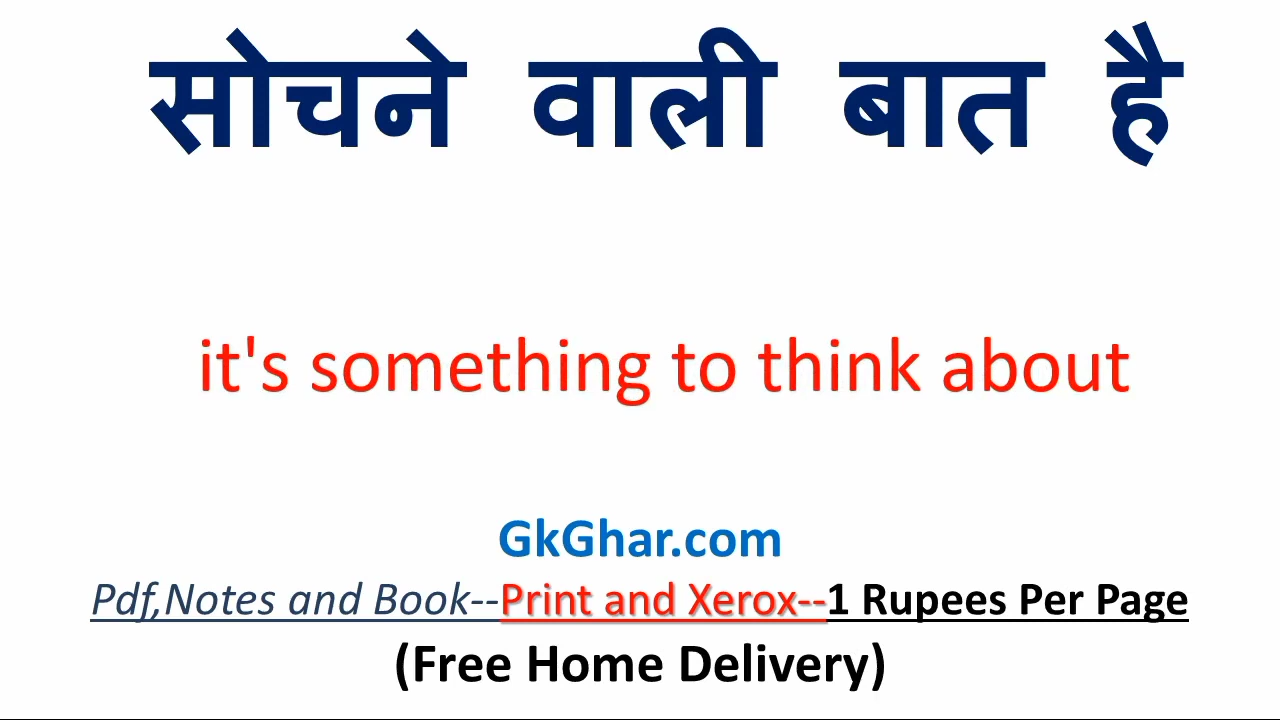 सोचने वाली बात है
it's something to think about
GkGhar.com
Pdf,Notes and Book--Print and Xerox--1 Rupees Per Page
(Free Home Delivery)